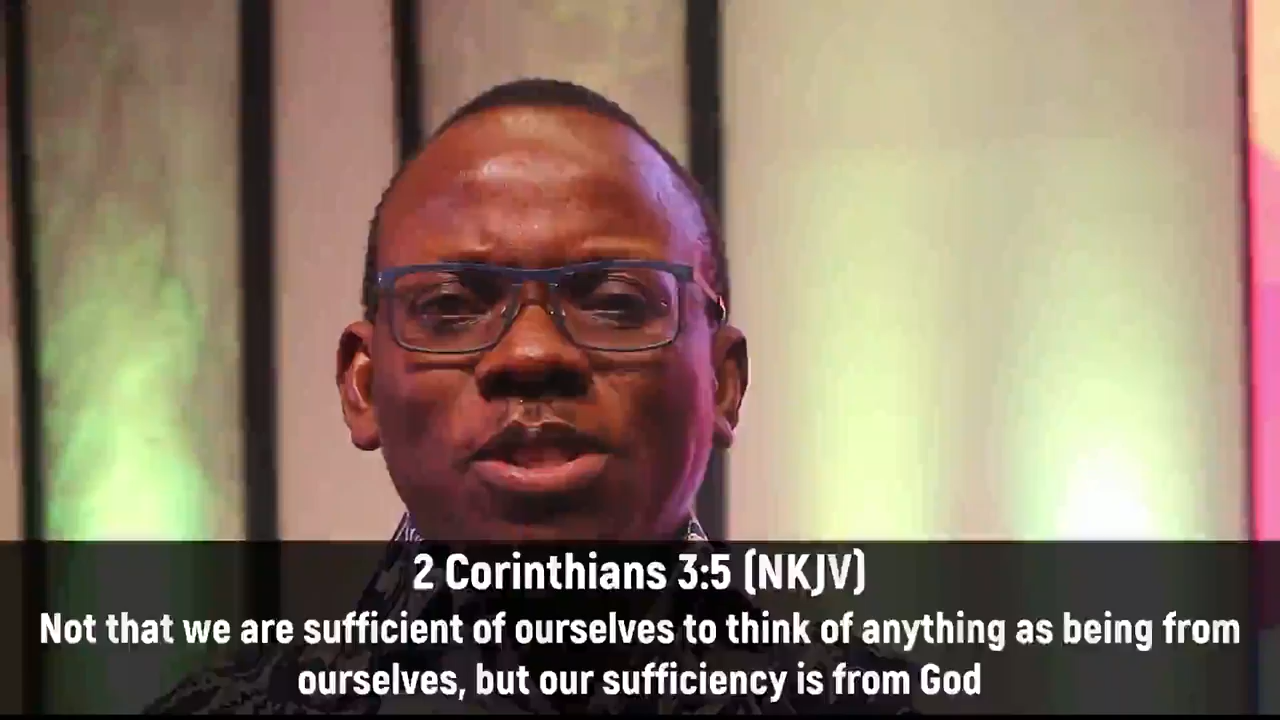 2 Corinthians 3:5 (NKJV)
Not that we are sufficient of ourselves to think of anything as being from
ourselves, but our sufficiency is from God